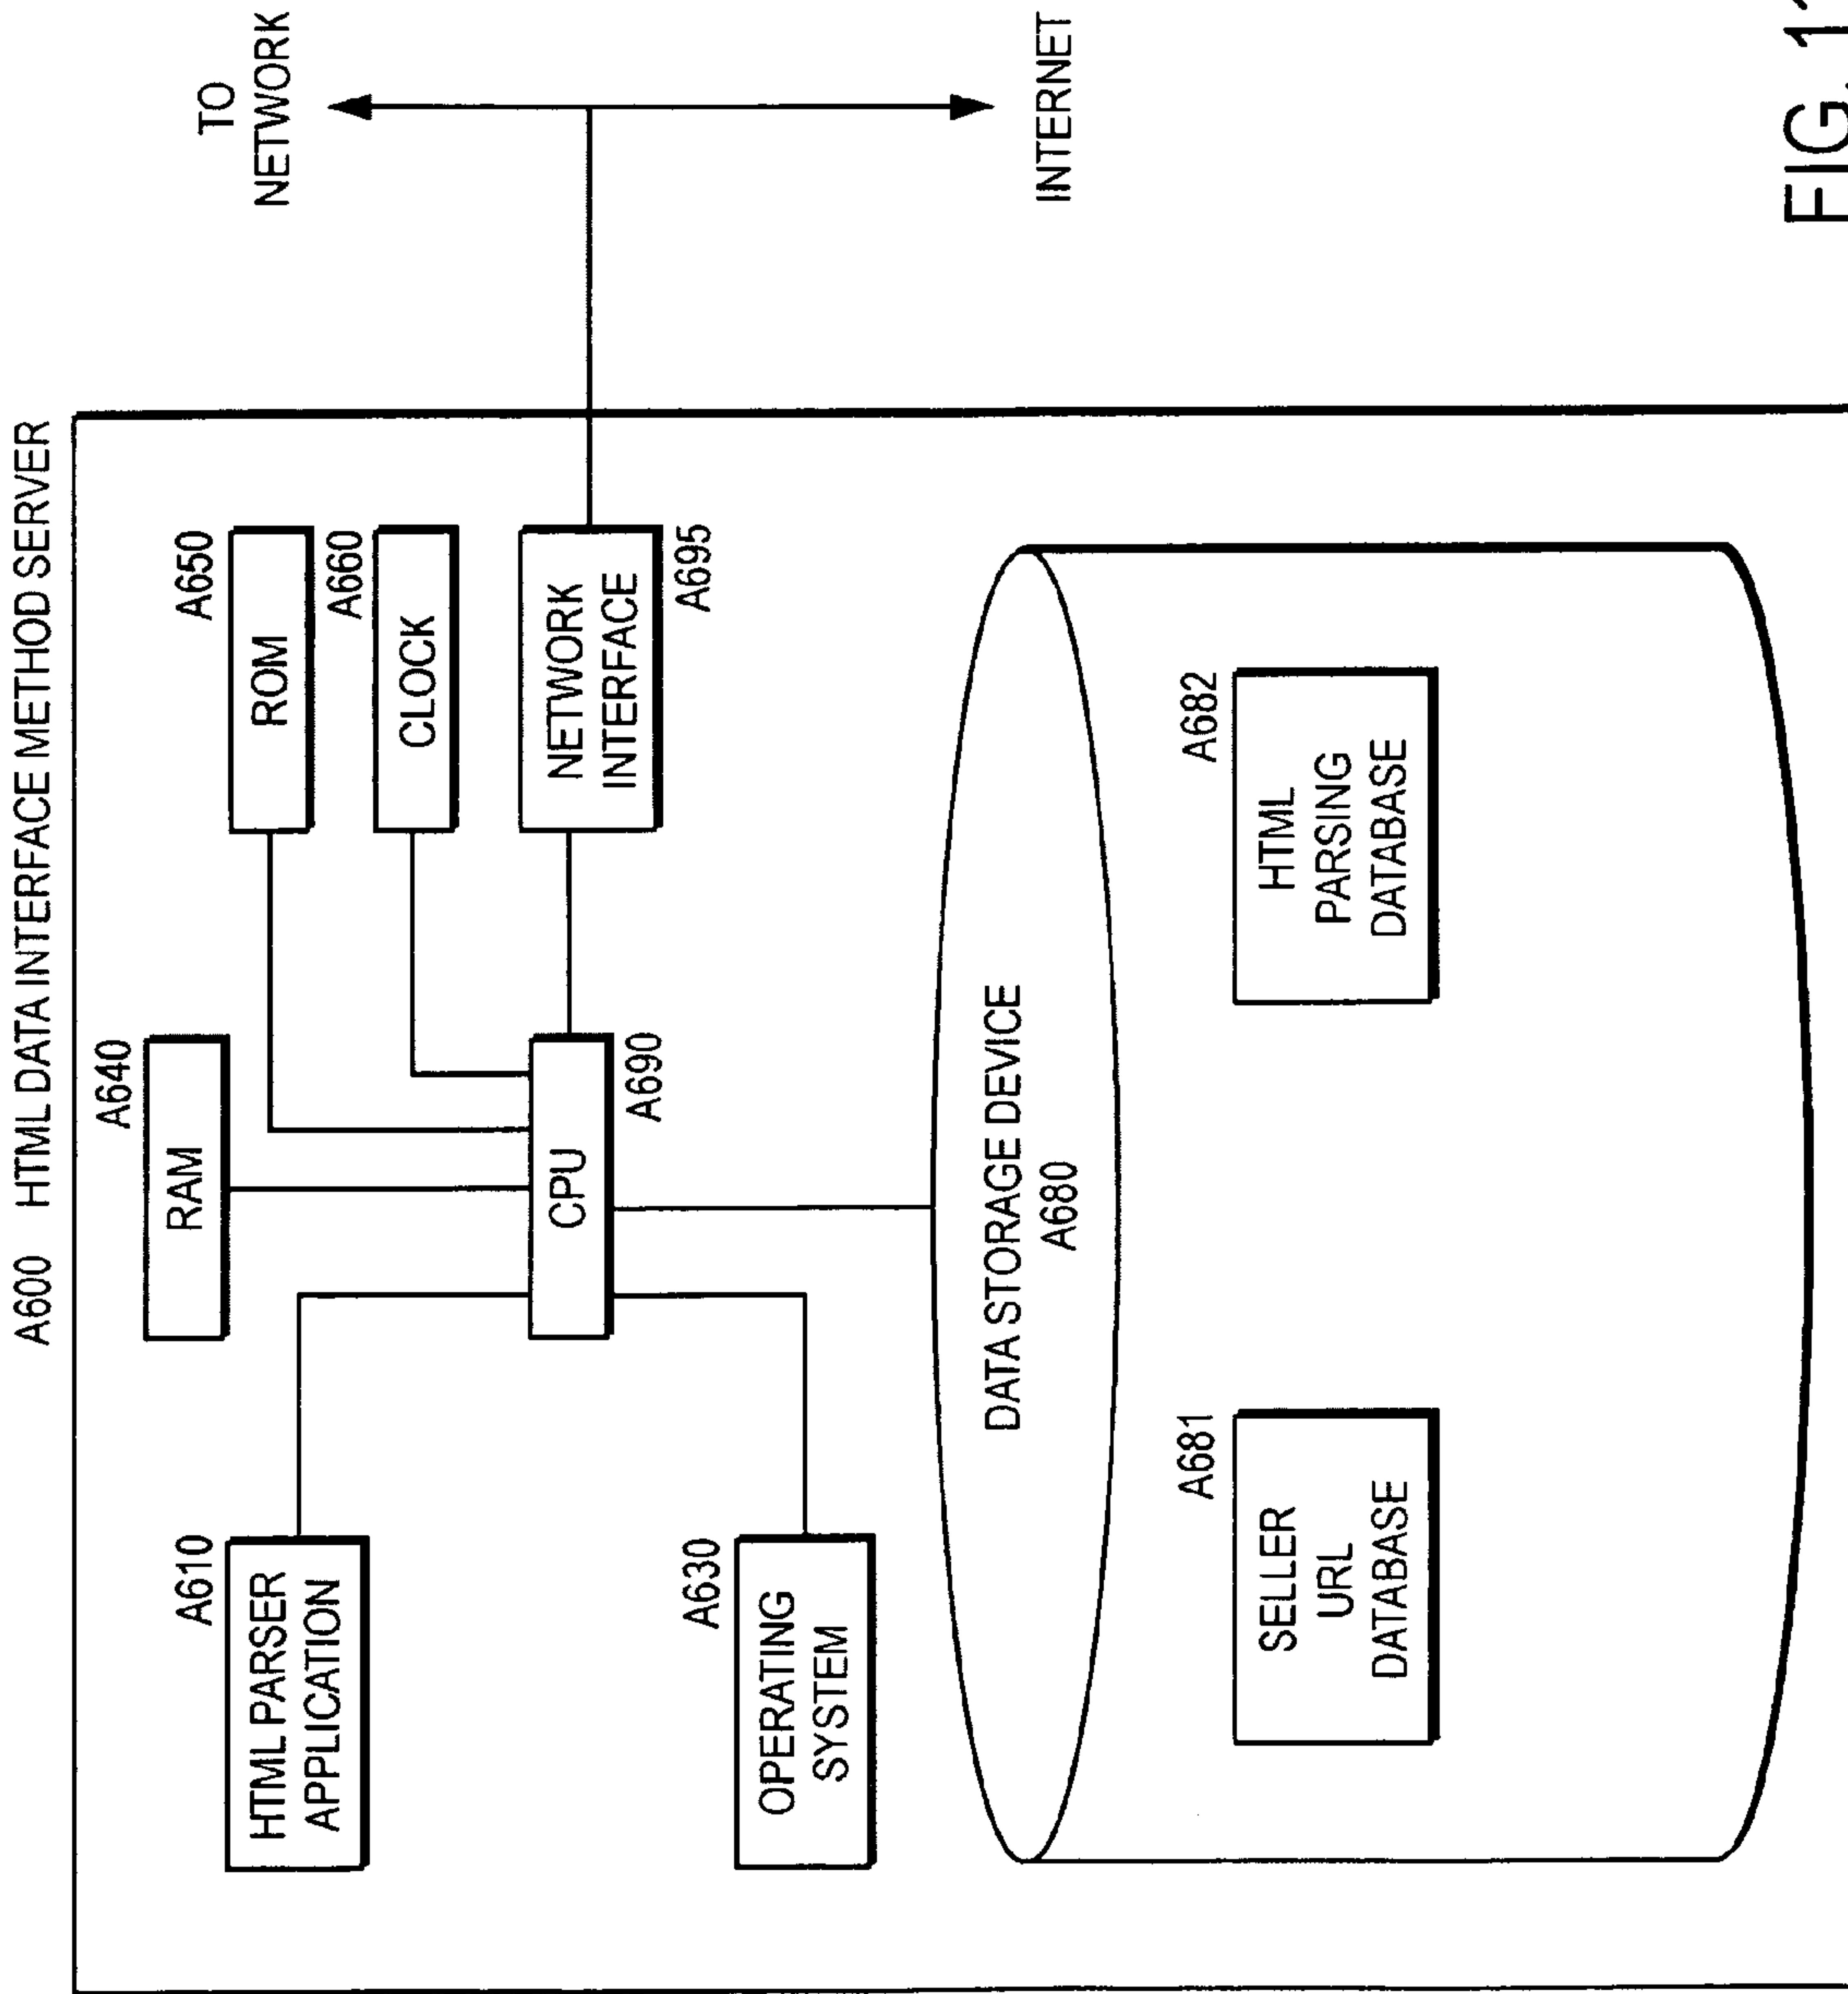 A600 HTML DATA INTERFACE METHOD SERVER
A640
RAM
A650
ROM
A660
CLOCK
A610
HTML PARSER
APPLICATION
CPU
A690
NETWORK
INTERFACE
A695
A630
OPERATING
SYSTEM
DATA STORAGE DEVICE
A680
A681
SELLER
URL
DATABASE
A682
HTML
PARSING
DATABASE
TO
NETWORK
INTERNET
FIG.